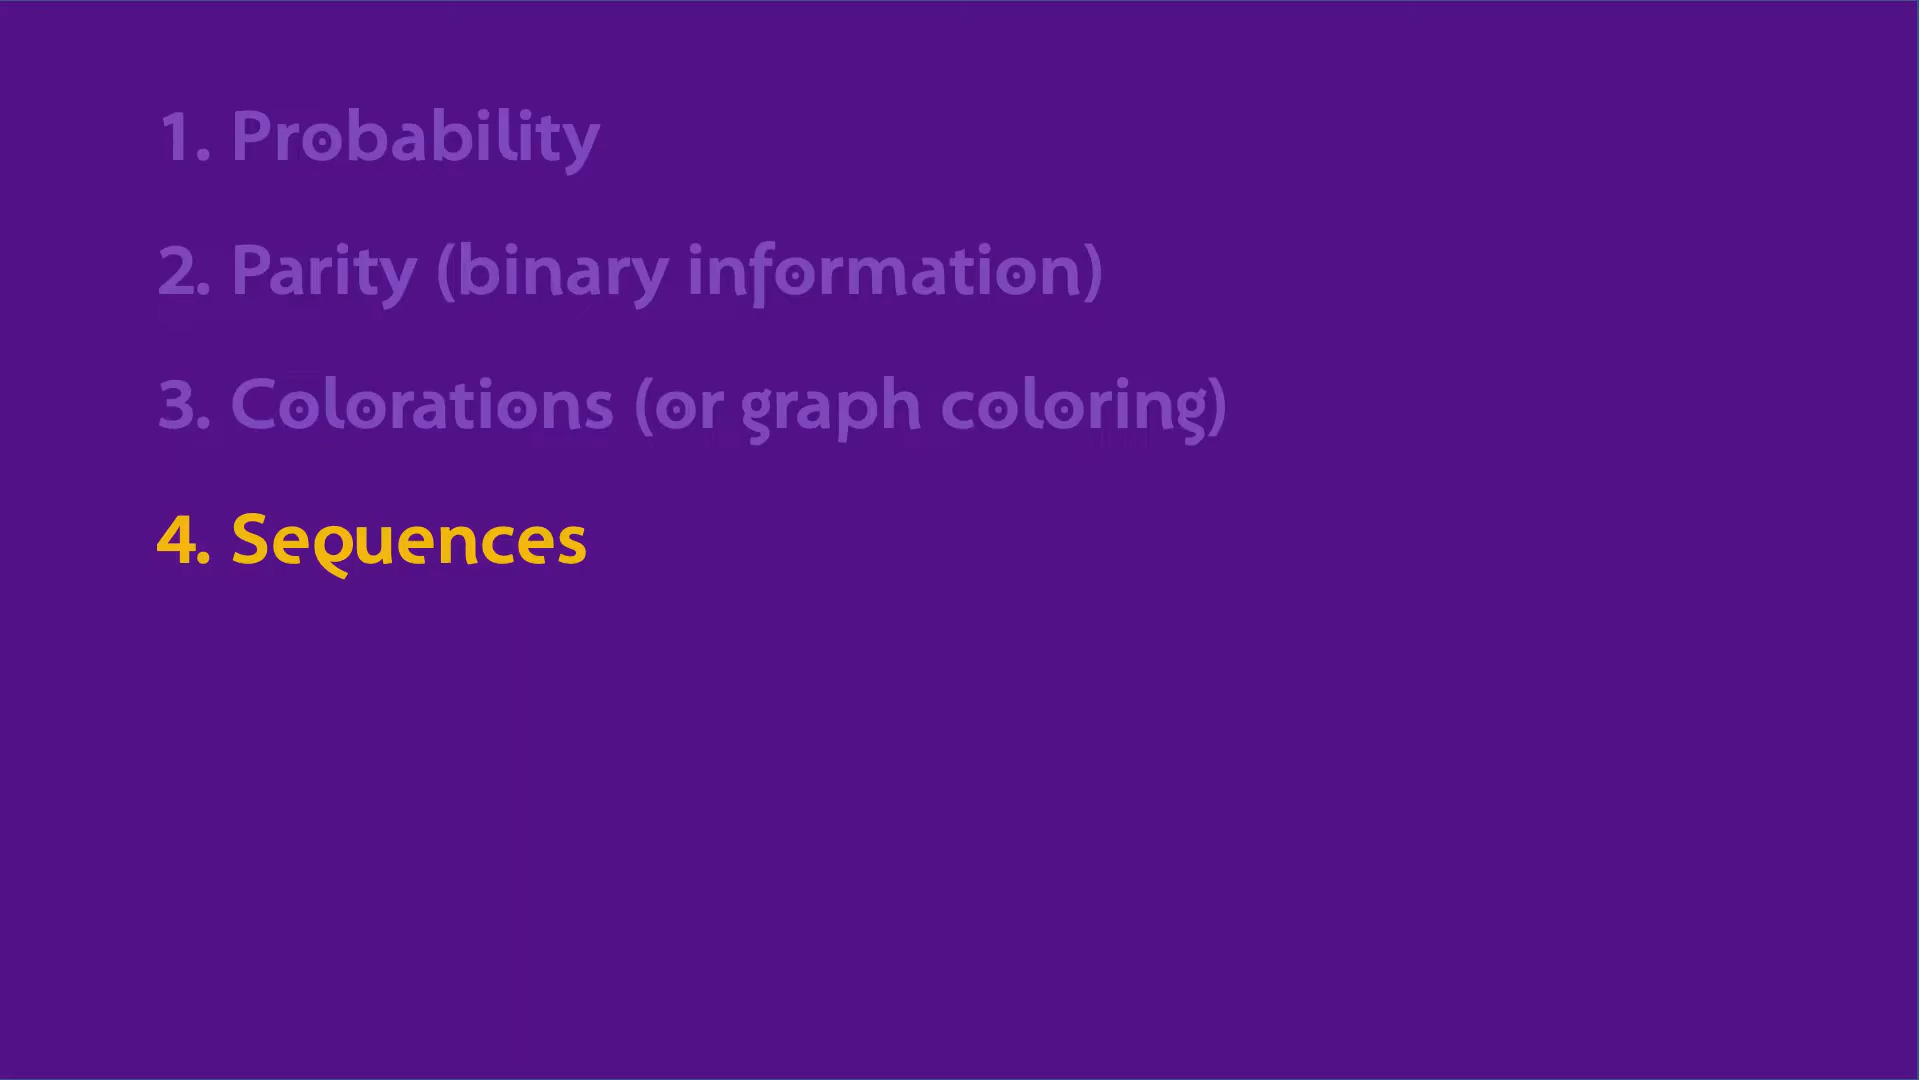 1. Probability
2. Parity (binary information)
3. Colorations (or graph coloring)
4. Sequences